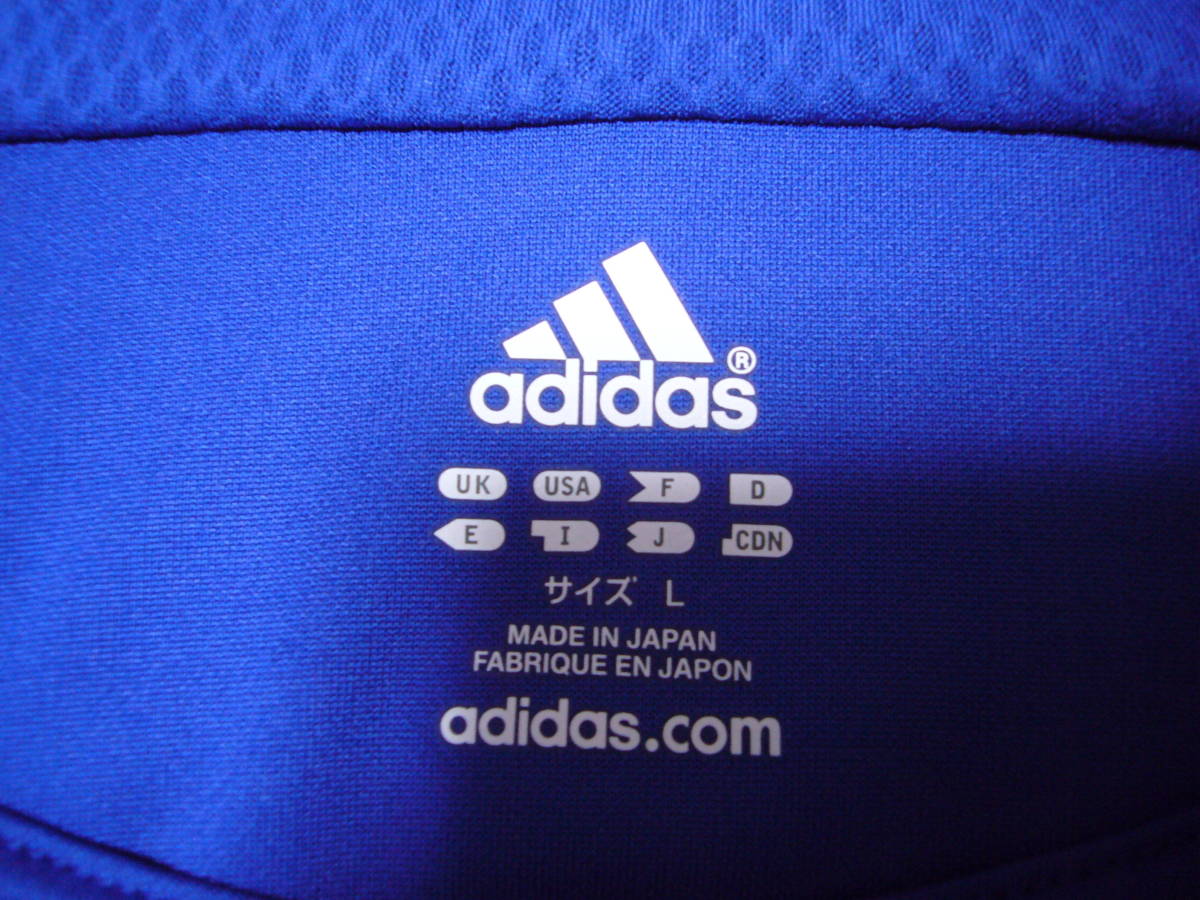 adidas®
UK USA F D
E I J CDN
サイズ L
MADE IN JAPAN
FABRIQUE EN JAPON
adidas.com